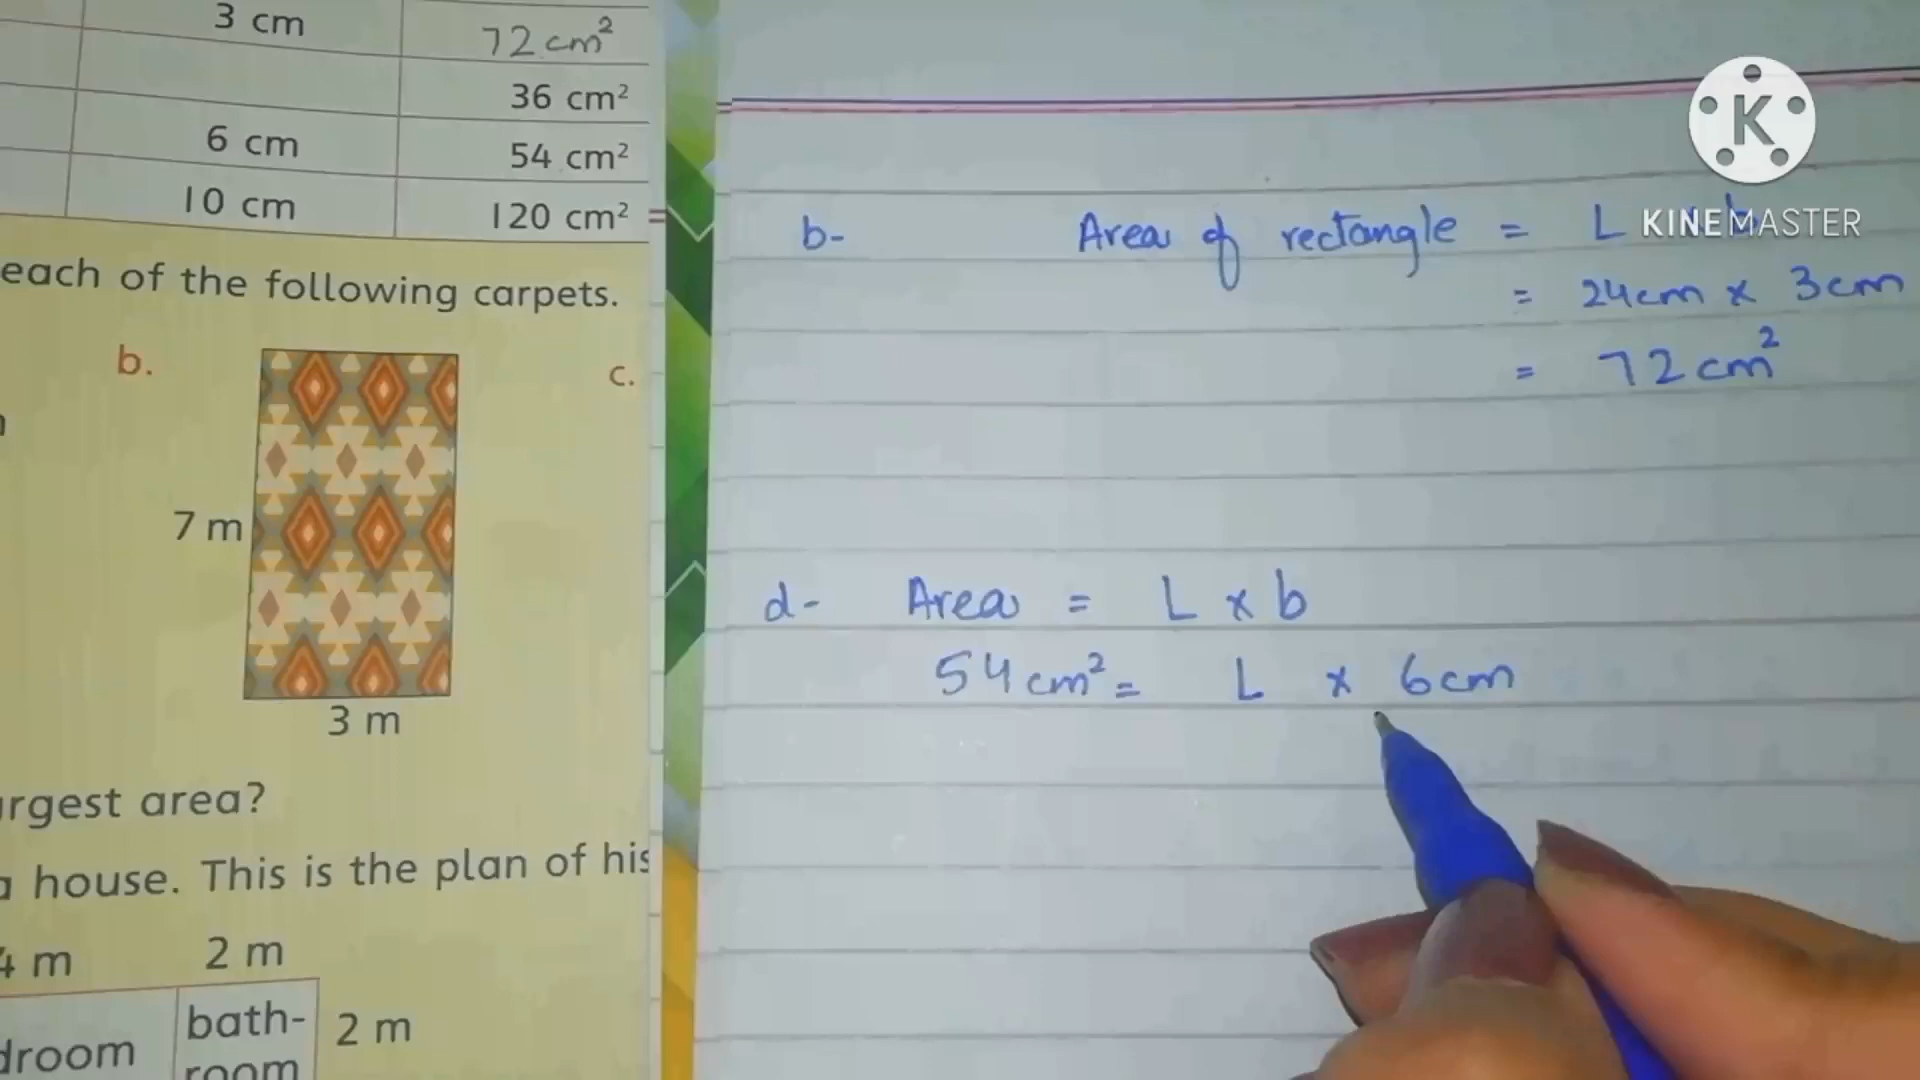 3 cm 72 cm²
36 cm²
6 cm 54 cm²
10 cm 120 cm²
each of the following carpets.
b. c.
7 m
3 m
rgest area?
a house. This is the plan of his
4 m 2 m
droom bath-room 2 m
K
KINEMASTER
b- Area of rectangle = L b
= 24cm x 3cm
= 72cm²
d- Area = L x b
54cm² = L x 6cm